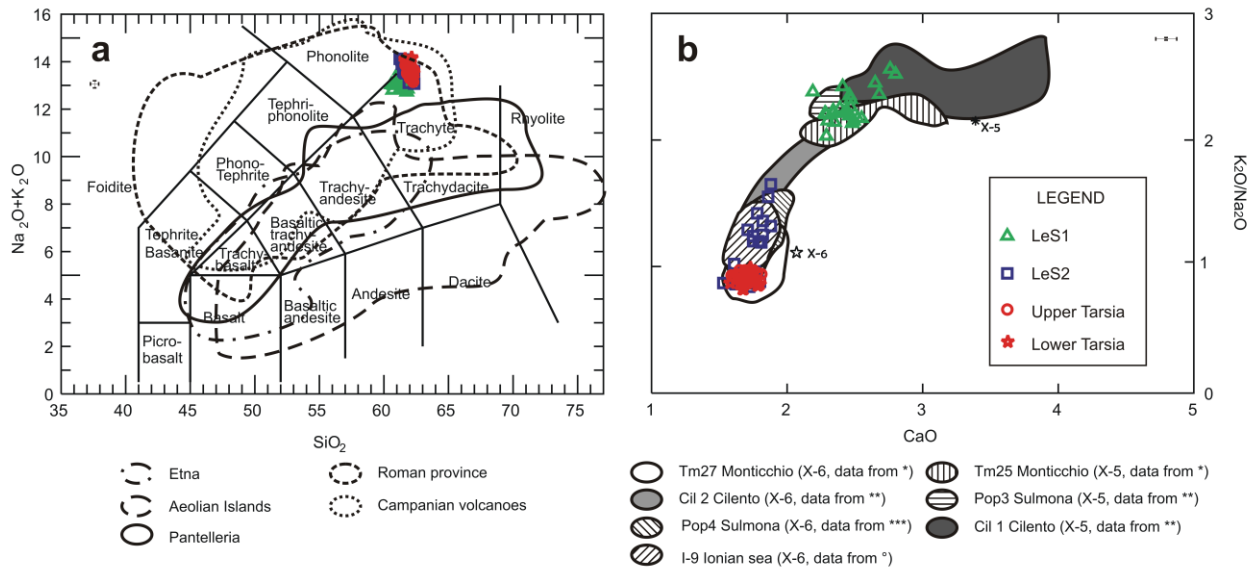 a
16
14
12
10
8
6
4
2
0
Na2O+K2O
35
40
45
50
55
60
65
70
75
SiO2
Phonolite
Tephri-
phonolite
Trachyte
Rhyolite
Phono-
Tephrite
Foidite
Trachy-
andesite
Trachydacite
Tephrite
Basanite
Basaltic
trachy-
andesite
Trachy-
basalt
Basalt
Basaltic
andesite
Andesite
Dacite
Picro-
basalt
Etna
Aeolian Islands
Pantelleria
Roman province
Campanian volcanoes
b
3
2
1
0
K2O/Na2O
1
2
3
4
5
CaO
X-5
X-6
LEGEND
LeS1
LeS2
Upper Tarsia
Lower Tarsia
Tm27 Monticchio (X-6, data from *)
Cil 2 Cilento (X-6, data from **)
Pop4 Sulmona (X-6, data from ***)
I-9 Ionian sea (X-6, data from °)
Tm25 Monticchio (X-5, data from *)
Pop3 Sulmona (X-5, data from **)
Cil 1 Cilento (X-5, data from **)